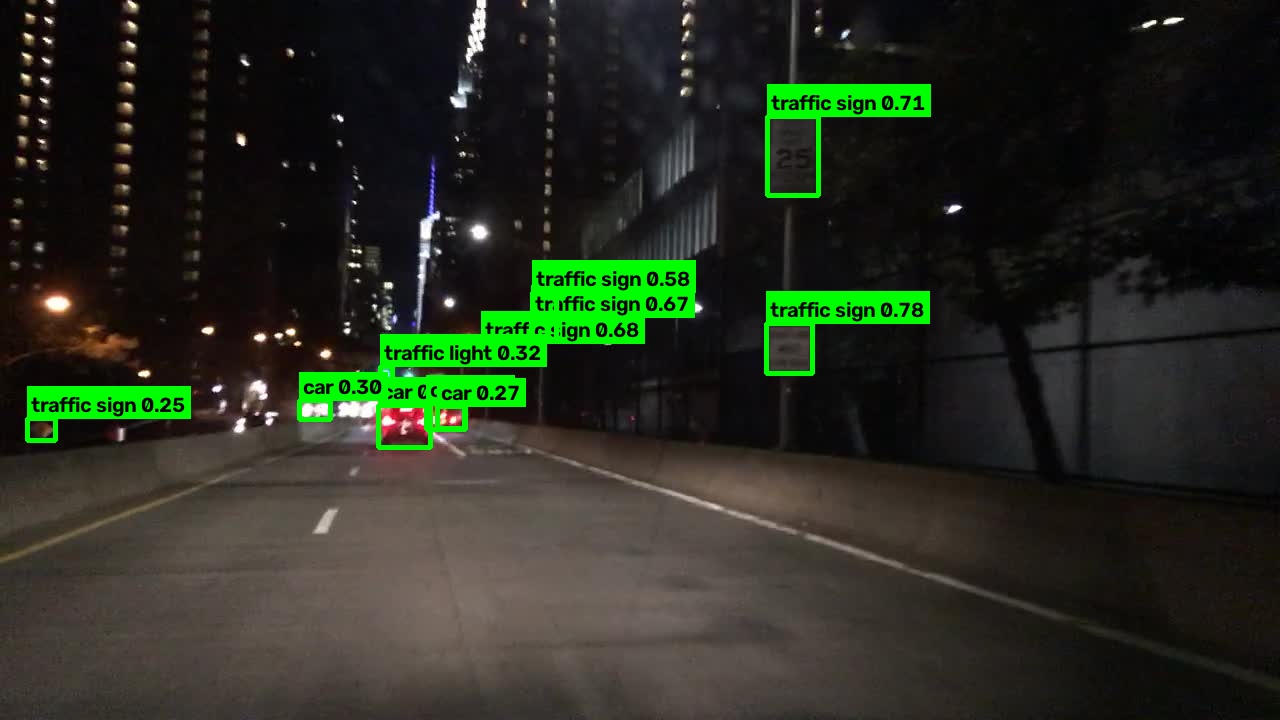 traffic sign 0.71
25
traffic sign 0.58
traffic sign 0.67
traffic sign 0.78
sign 0.68
traffic light 0.32
car 0.30
car
car 0.27
traffic sign 0.25